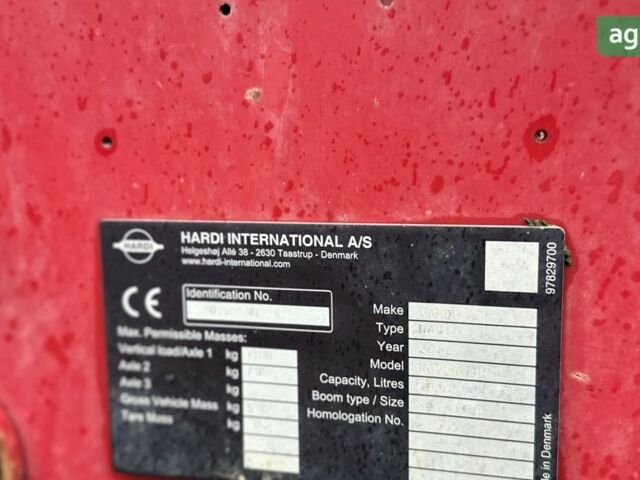 ag
HARDI
HARDI INTERNATIONAL A/S
Helgeshøj Allé 38 - 2630 Taastrup - Denmark
www.hardi-international.com
97829700
CE
Identification No.
Max. Permissible Masses:
Vertical load/Axle 1 kg
Axle 2 kg
Axle 3 kg
Gross Vehicle Mass kg
Tare Mass kg
Make
Type
Year
Model
Capacity, Litres
Boom type / Size
Homologation No.
in Denmark